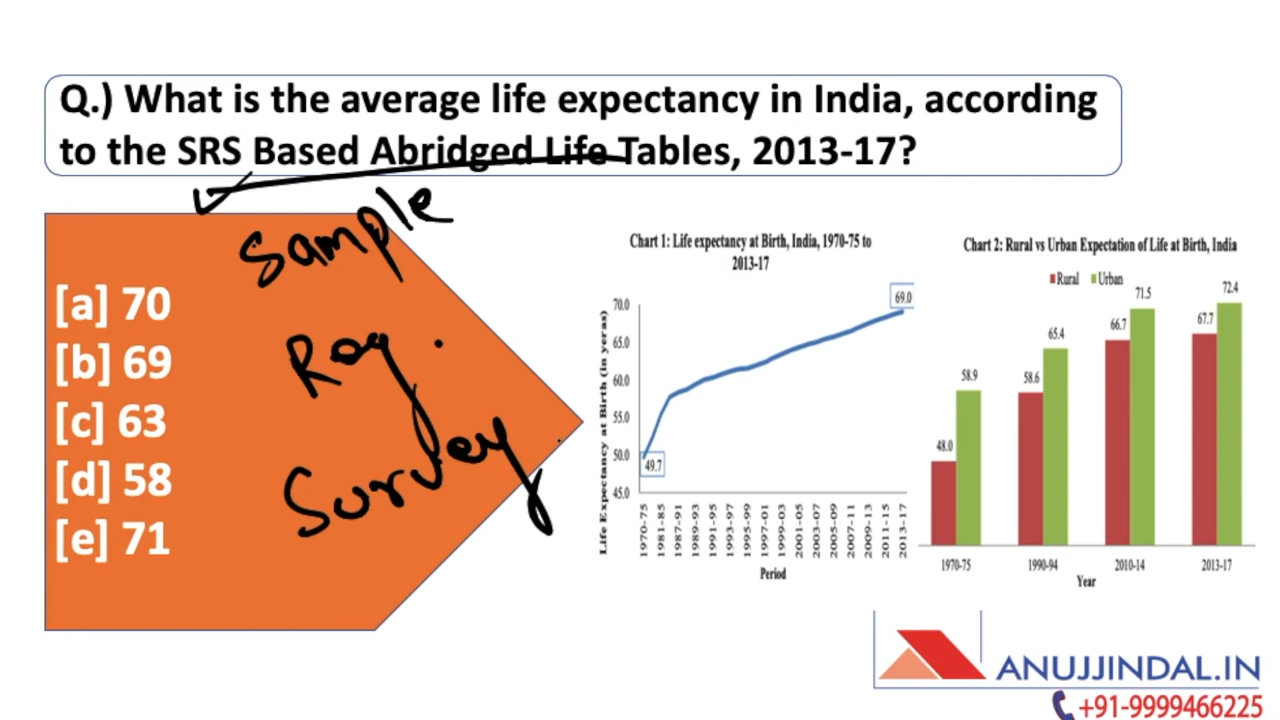 Q.) What is the average life expectancy in India, according
to the SRS Based Abridged Life Tables, 2013-17?
Sample
Reg.
Survey
[a] 70
[b] 69
[c] 63
[d] 58
[e] 71
Chart 1: Life expectancy at Birth, India, 1970-75 to
2013-17
Life Expectancy at Birth (in yeras)
70.0
65.0
60.0
55.0
50.0
45.0
69.0
49.7
1970-75
1981-85
1987-91
1989-93
1991-95
1993-97
1995-99
1997-01
1999-03
2001-05
2003-07
2005-09
2007-11
2009-13
2011-15
2013-17
Period
Chart 2: Rural vs Urban Expectation of Life at Birth, India
Rural Urban
48.0 58.9 58.6 65.4 66.7 71.5 67.7 72.4
1970-75 1990-94 2010-14 2013-17
Year
ANUJJINDAL.IN
+91-9999466225